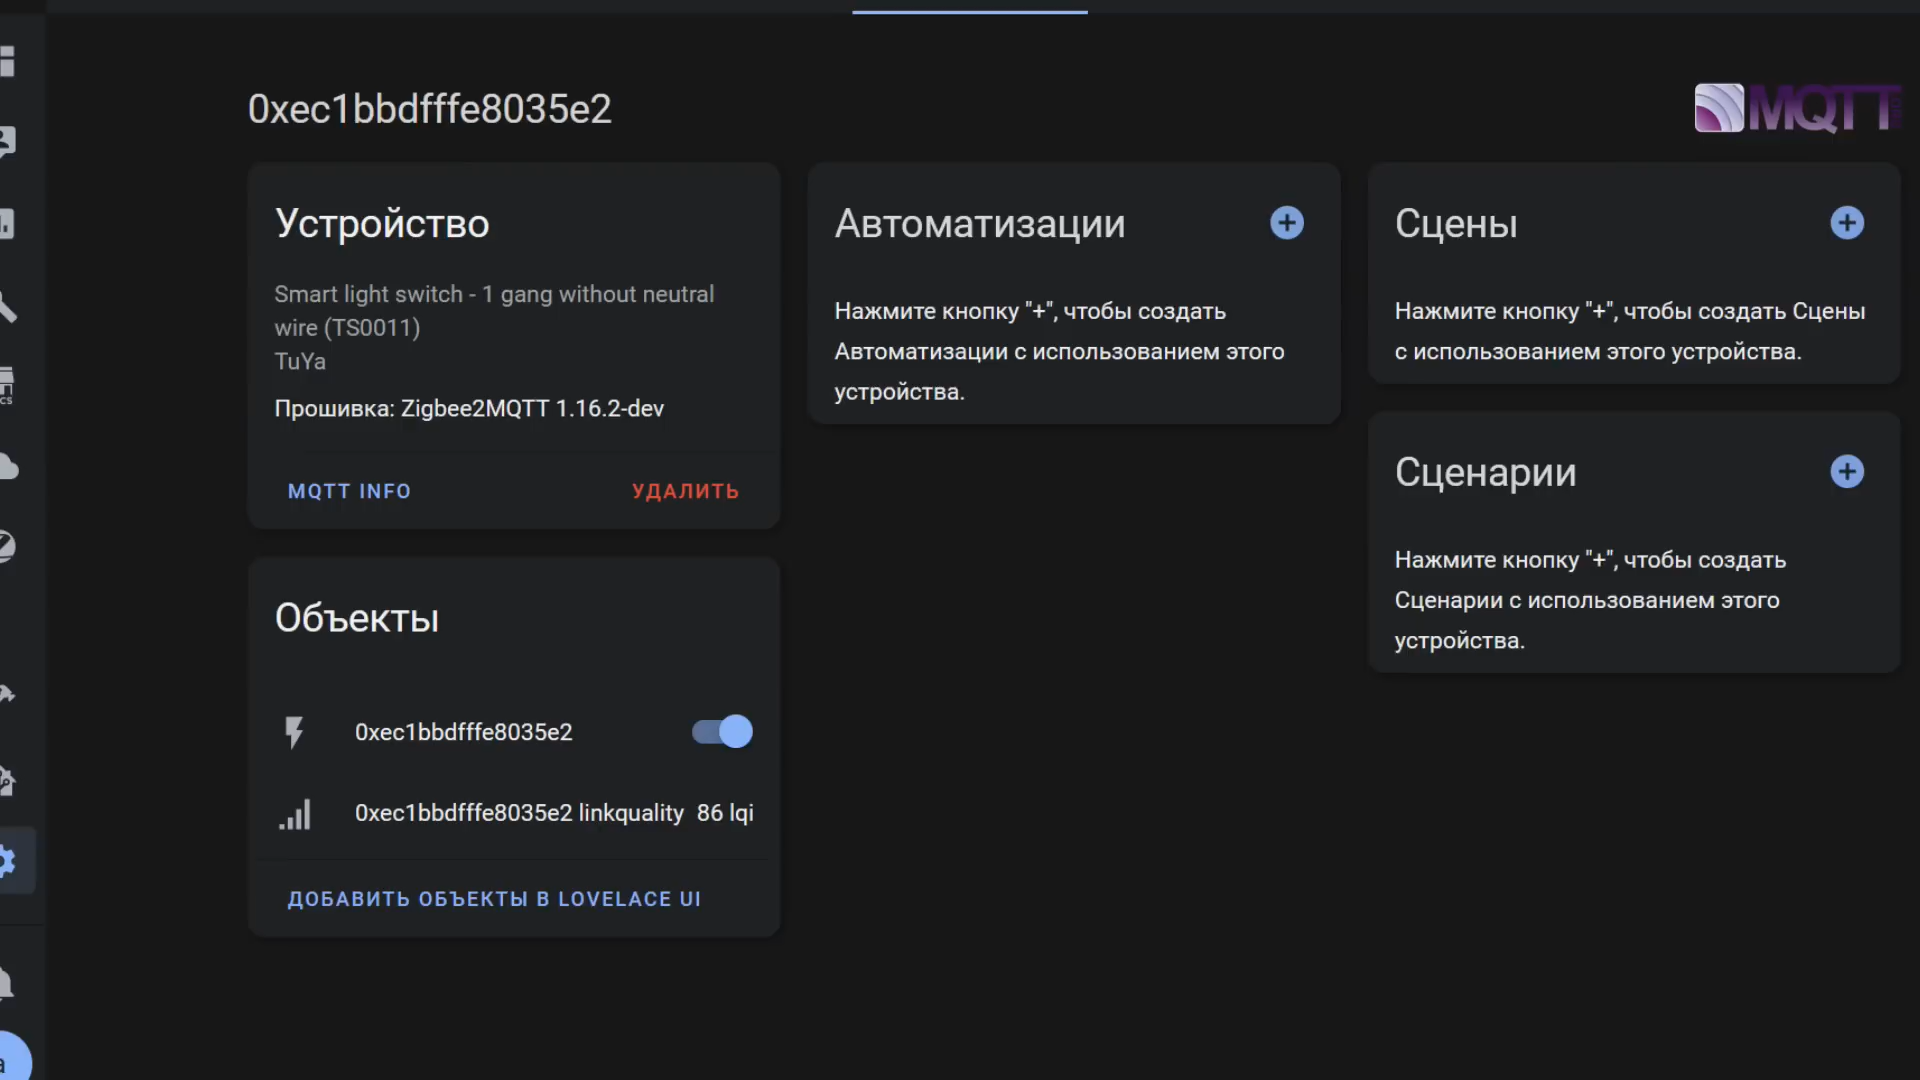 0xec1bbdfffe8035e2
MQTT
Устройство
Smart light switch - 1 gang without neutral
wire (TS0011)
TuYa
Прошивка: Zigbee2MQTT 1.16.2-dev
MQTT INFO
УДАЛИТЬ
Объекты
0xec1bbdfffe8035e2
0xec1bbdfffe8035e2 linkquality 86 lqi
ДОБАВИТЬ ОБЪЕКТЫ В LOVELACE UI
Автоматизации
Нажмите кнопку "+", чтобы создать
Автоматизации с использованием этого
устройства.
Сцены
Нажмите кнопку "+", чтобы создать Сцены
с использованием этого устройства.
Сценарии
Нажмите кнопку "+", чтобы создать
Сценарии с использованием этого
устройства.